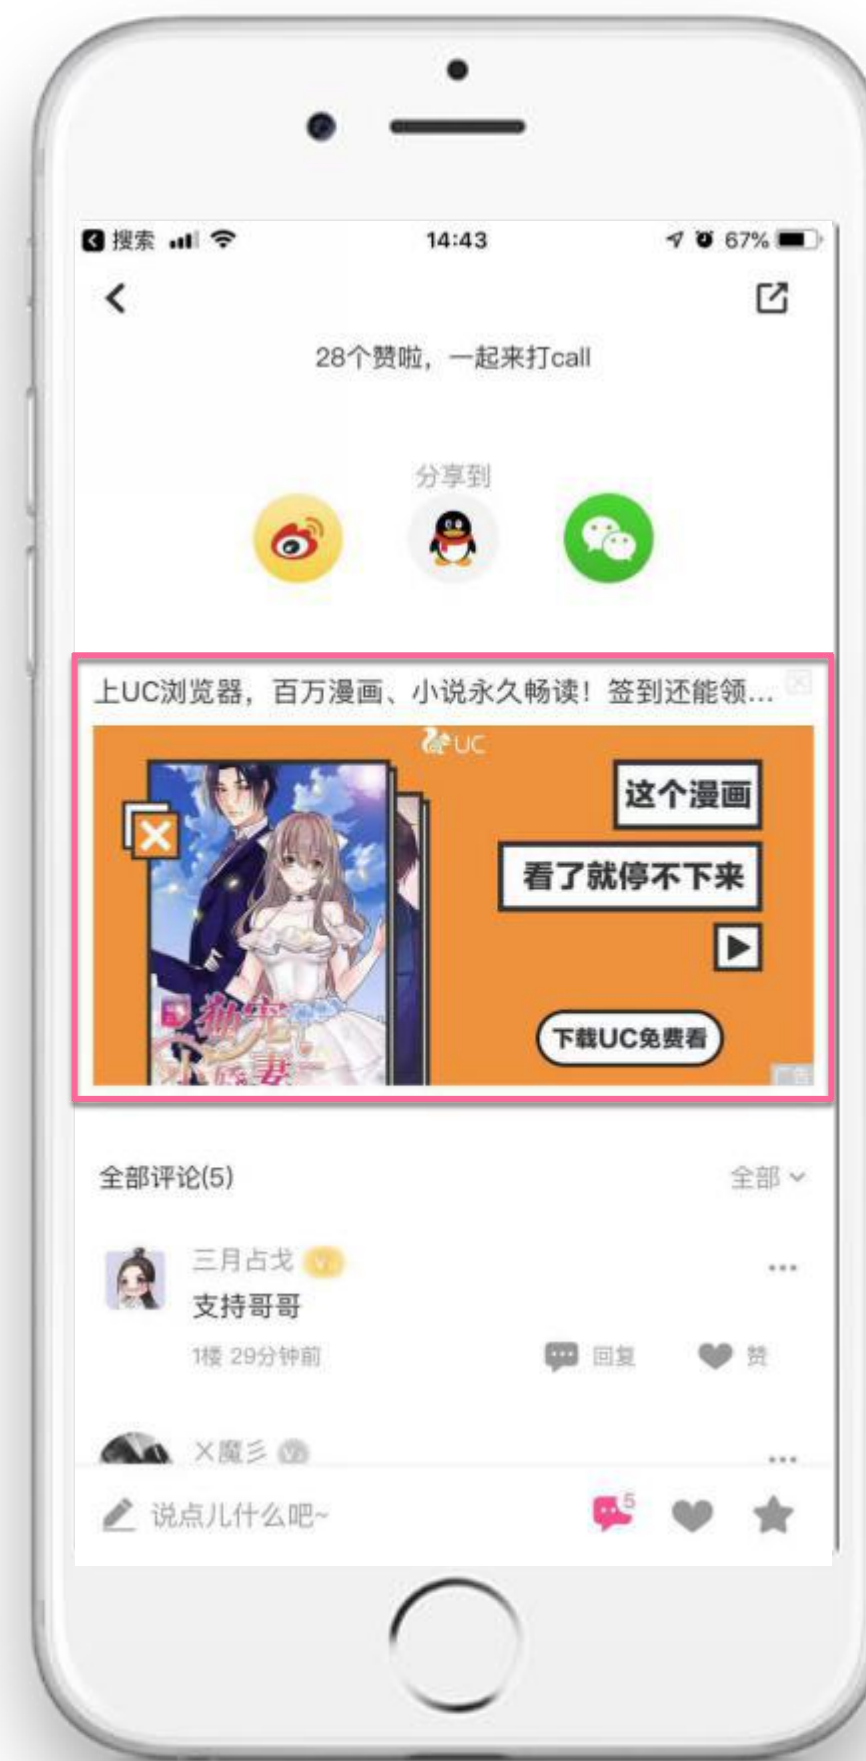 搜索
14:43
67%
28个赞啦，一起来打call
分享到
上UC浏览器，百万漫画、小说永久畅读！签到还能领...
UC
这个漫画
看了就停不下来
下载UC免费看
广告
全部评论(5)
全部
三月占戈
支持哥哥
1楼 29分钟前
回复
赞
乂魔彡
说点儿什么吧~
5